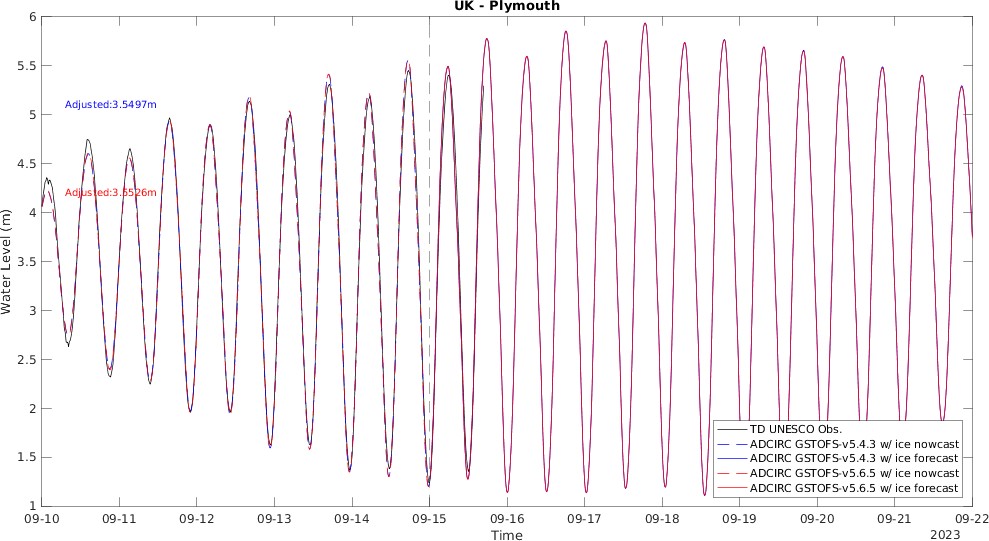 UK - Plymouth
6
5.5
5
4.5
4
3.5
3
2.5
2
1.5
1
Water Level (m)
Adjusted:3.5497m
Adjusted:3.5526m
TD UNESCO Obs.
ADCIRC GSTOFS-v5.4.3 w/ ice nowcast
ADCIRC GSTOFS-v5.4.3 w/ ice forecast
ADCIRC GSTOFS-v5.6.5 w/ ice nowcast
ADCIRC GSTOFS-v5.6.5 w/ ice forecast
09-10 09-11 09-12 09-13 09-14 09-15 09-16 09-17 09-18 09-19 09-20 09-21 09-22
Time
2023